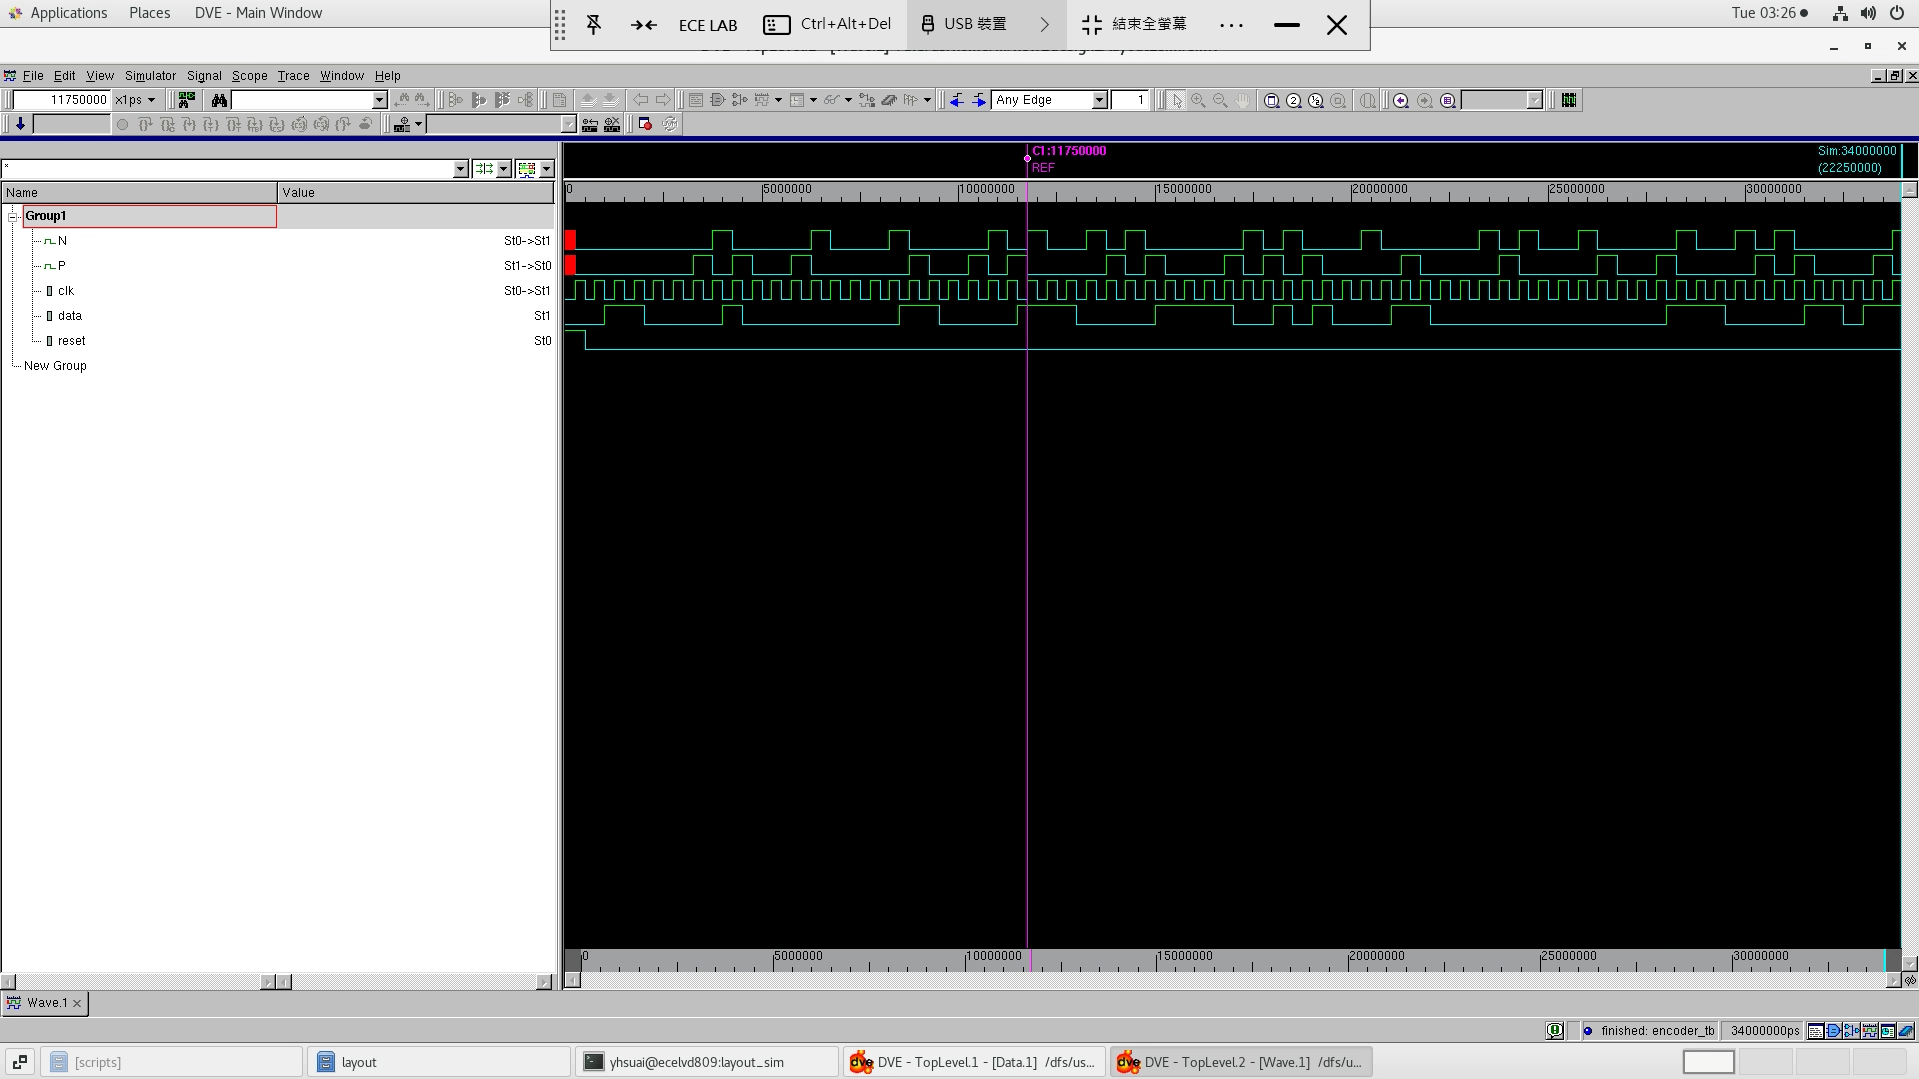 Applications Places DVE - Main Window
ECE LAB Ctrl+Alt+Del USB 裝置 結束全螢幕
Tue 03:26
File Edit View Simulator Signal Scope Trace Window Help
11750000 x1ps Any Edge 1
*
C1:11750000
REF
Sim:34000000
(22250000)
Name Value
0 5000000 10000000 15000000 20000000 25000000 30000000
Group1
N St0->St1
P St1->St0
clk St0->St1
data St1
reset St0
New Group
0 5000000 10000000 15000000 20000000 25000000 30000000
Wave.1
finished: encoder_tb 34000000ps
[scripts] layout yhsuai@ecelvd809:layout_sim DVE - TopLevel.1 - [Data.1] /dfs/us... DVE - TopLevel.2 - [Wave.1] /dfs/u...